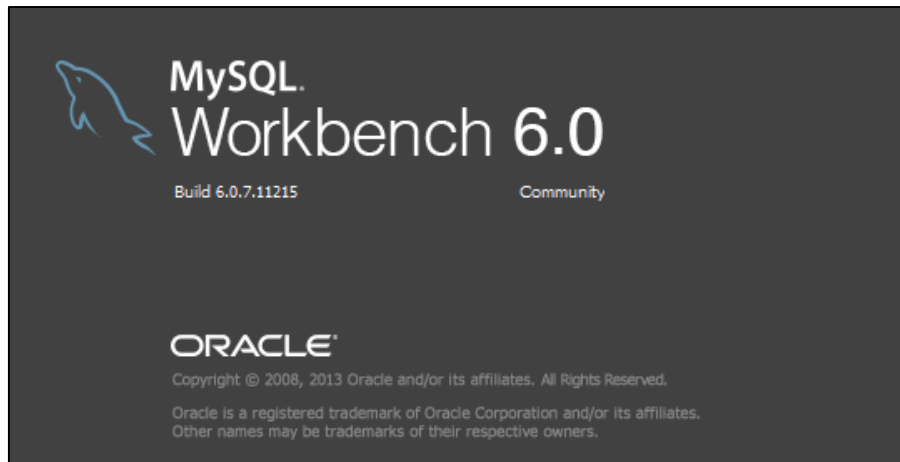 MySQL®
Workbench 6.0
Build 6.0.7.11215 Community
ORACLE®
Copyright © 2008, 2013 Oracle and/or its affiliates. All Rights Reserved.
Oracle is a registered trademark of Oracle Corporation and/or its affiliates.
Other names may be trademarks of their respective owners.